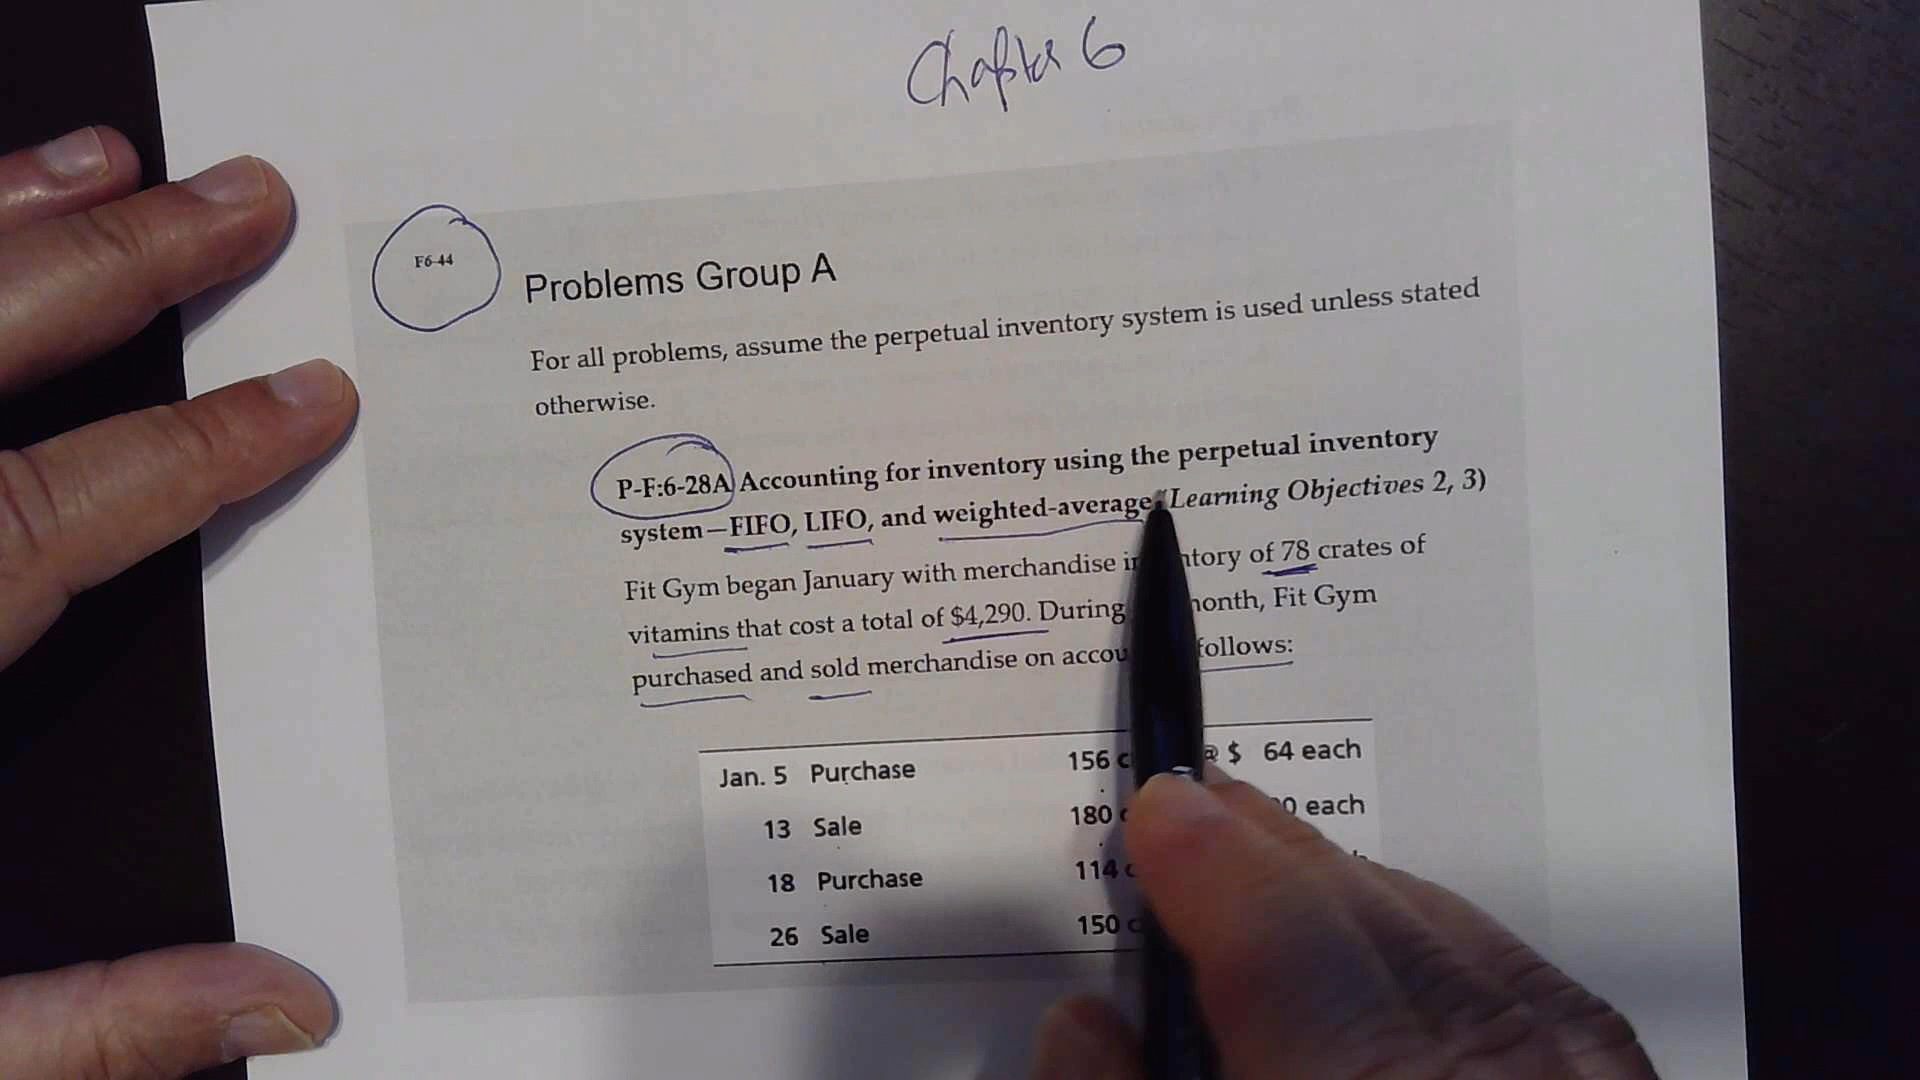 Chapter 6
F6-44
Problems Group A
For all problems, assume the perpetual inventory system is used unless stated
otherwise.
P-F:6-28A Accounting for inventory using the perpetual inventory
system—FIFO, LIFO, and weighted-average (Learning Objectives 2, 3)
Fit Gym began January with merchandise of 78 crates of
vitamins that cost a total of $4,290. During month, Fit Gym
purchased and sold merchandise on follows:
Jan. 5 Purchase 156 @ $ 64 each
13 Sale 180 each
18 Purchase 114
26 Sale 150